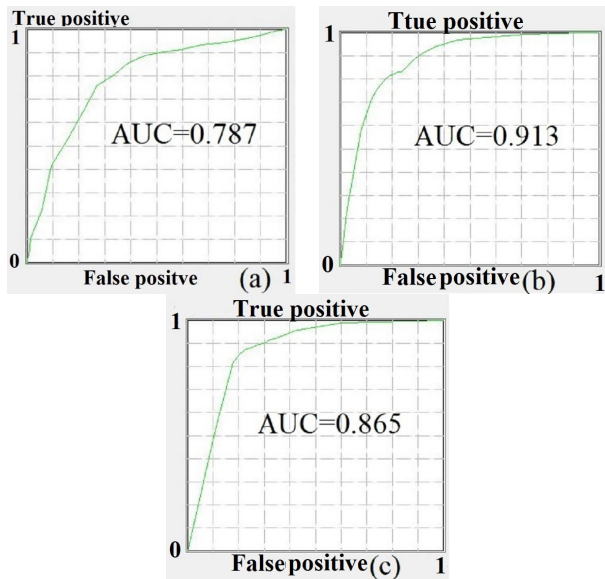 True positive
1
AUC=0.787
0
False positve
(a)
1
Ttue positive
1
AUC=0.913
0
False positive
(b)
1
True positive
1
AUC=0.865
0
False positive
(c)
1